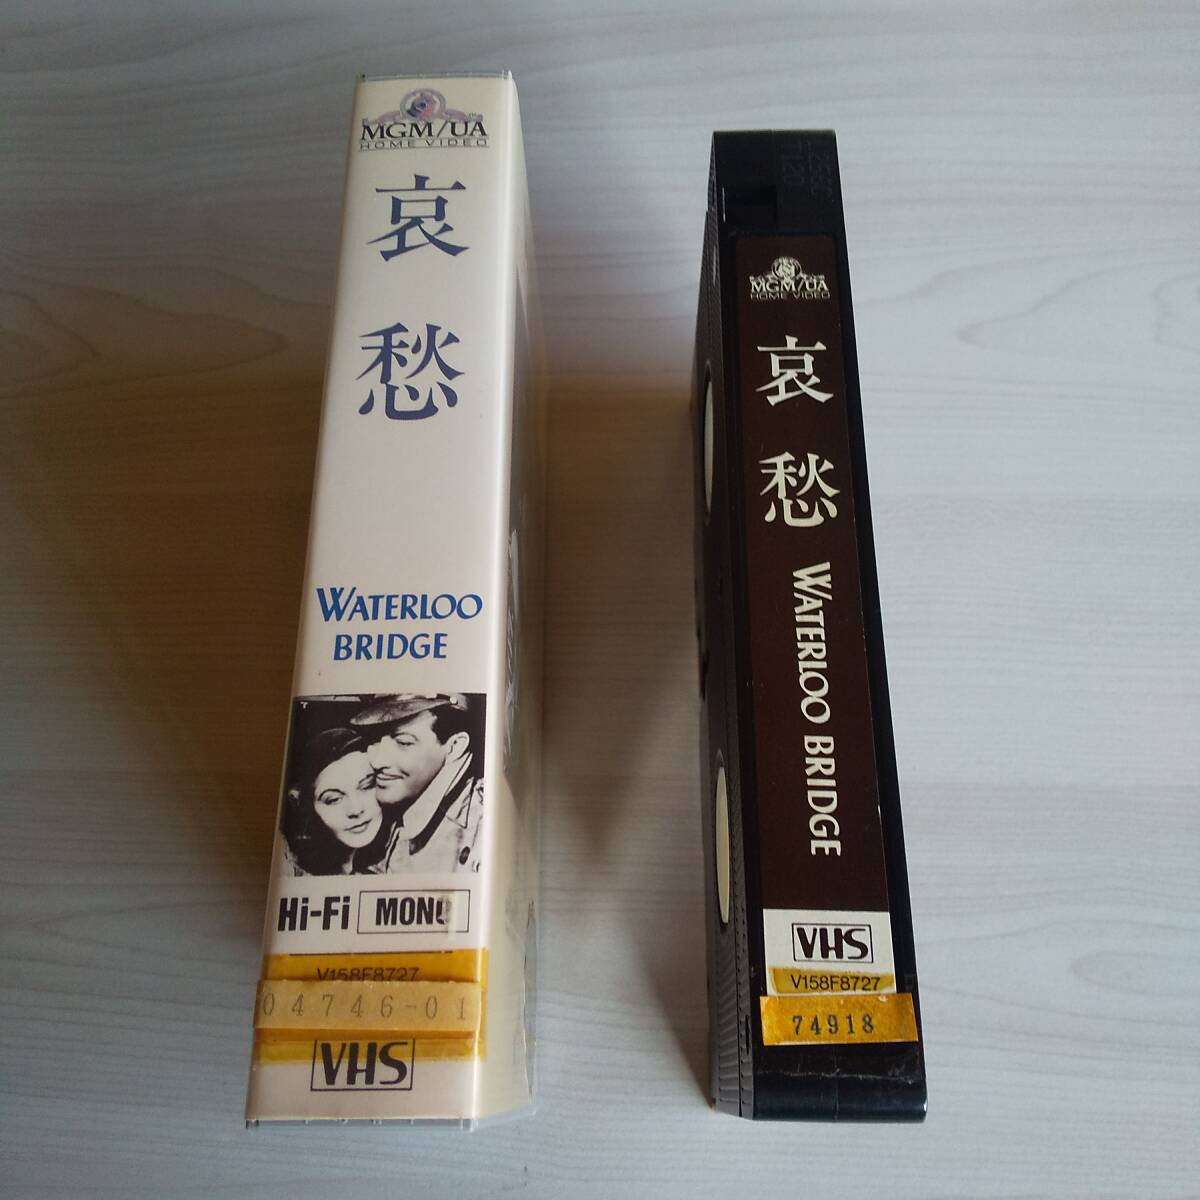 MGM/UA
HOME VIDEO
哀愁
WATERLOO
BRIDGE
Hi-Fi MONO
V158F8727
04746-01
VHS
MGM/UA
HOME VIDEO
哀愁
WATERLOO BRIDGE
VHS
V158F8727
74918